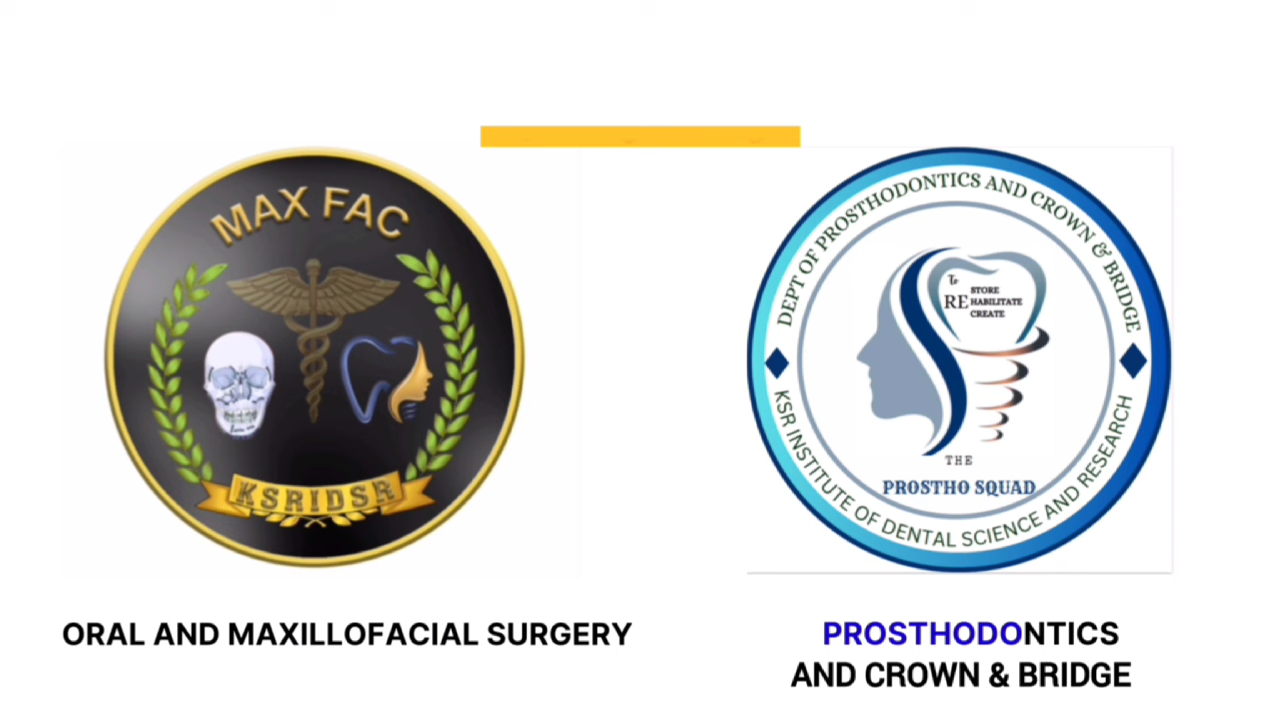 MAX FAC
KSRIDSR
ORAL AND MAXILLOFACIAL SURGERY
DEPT OF PROSTHODONTICS AND CROWN & BRIDGE
To
RE
STORE
HABILITATE
CREATE
THE
PROSTHO SQUAD
KSR INSTITUTE OF DENTAL SCIENCE AND RESEARCH
PROSTHODONTICS
AND CROWN & BRIDGE